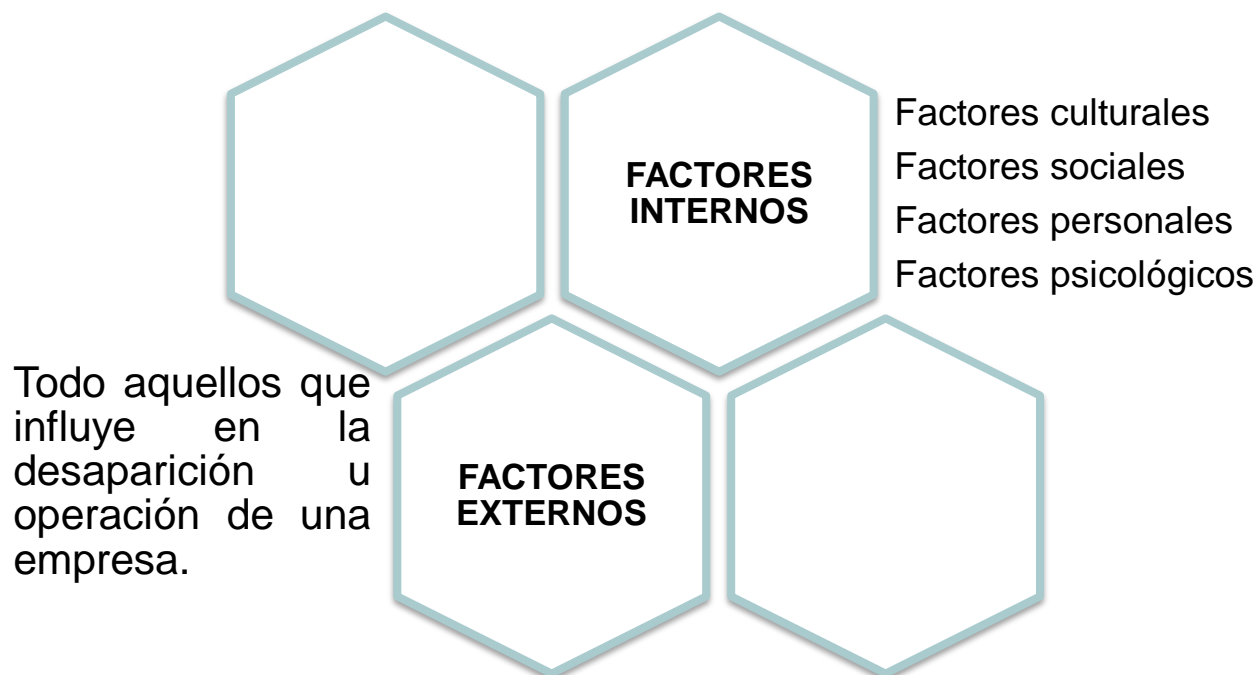 FACTORES
INTERNOS
Factores culturales
Factores sociales
Factores personales
Factores psicológicos
Todo aquellos que
influye en la
desaparición u
operación de una
empresa.
FACTORES
EXTERNOS